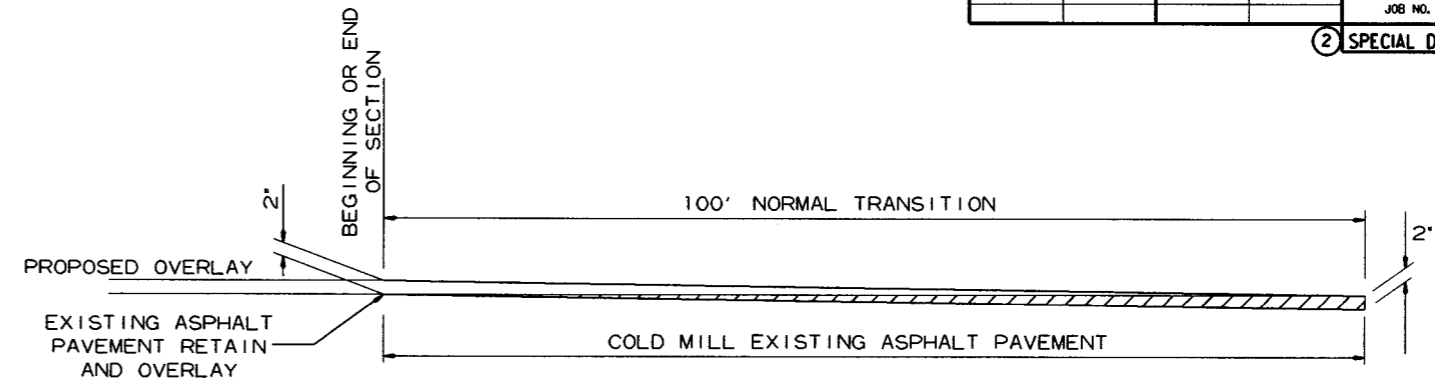 JOB NO.
2 SPECIAL D
BEGINNING OR END
OF SECTION
2"
100' NORMAL TRANSITION
2"
PROPOSED OVERLAY
EXISTING ASPHALT
PAVEMENT RETAIN
AND OVERLAY
COLD MILL EXISTING ASPHALT PAVEMENT